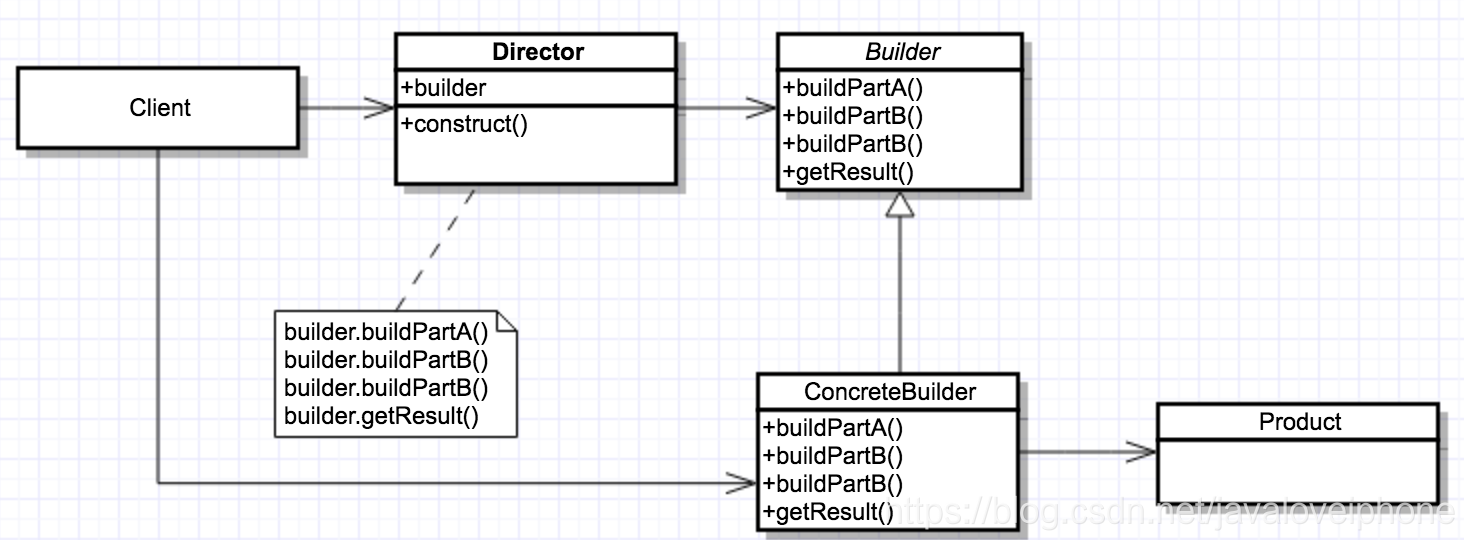 Client
Director
+builder
+construct()
Builder
+buildPartA()
+buildPartB()
+buildPartB()
+getResult()
builder.buildPartA()
builder.buildPartB()
builder.buildPartB()
builder.getResult()
ConcreteBuilder
+buildPartA()
+buildPartB()
+buildPartB()
+getResult()
Product
https://blog.csdn.net/javaloveiphone